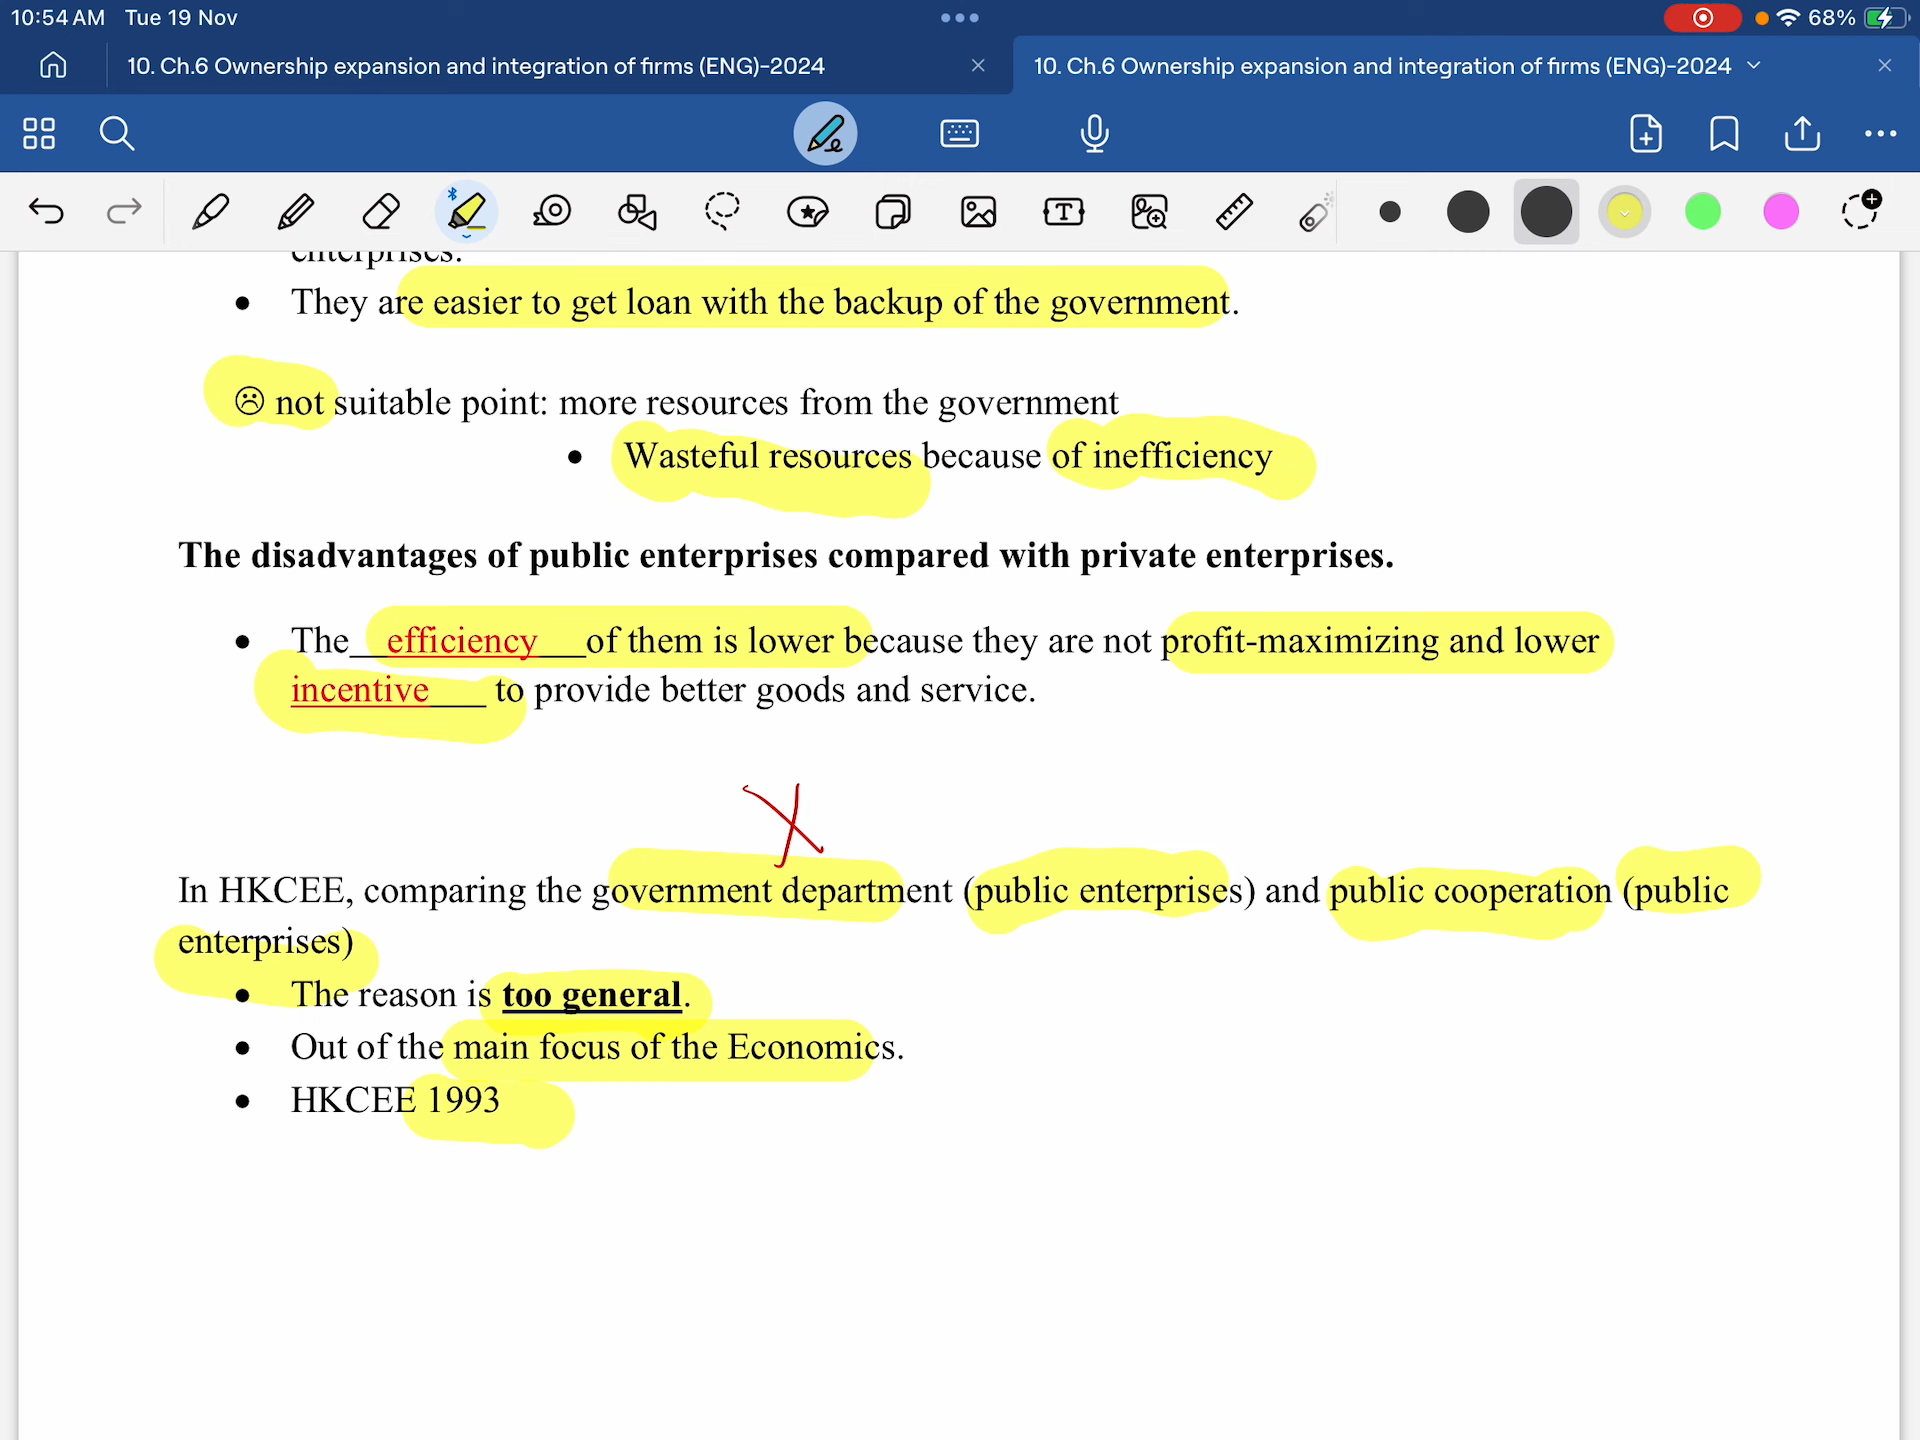 10:54 AM Tue 19 Nov 68%
10. Ch.6 Ownership expansion and integration of firms (ENG)-2024 10. Ch.6 Ownership expansion and integration of firms (ENG)-2024
enterprises.
• They are easier to get loan with the backup of the government.
☹ not suitable point: more resources from the government
• Wasteful resources because of inefficiency
The disadvantages of public enterprises compared with private enterprises.
• The__efficiency___of them is lower because they are not profit-maximizing and lower
incentive___ to provide better goods and service.
X
In HKCEE, comparing the government department (public enterprises) and public cooperation (public
enterprises)
• The reason is too general.
• Out of the main focus of the Economics.
• HKCEE 1993